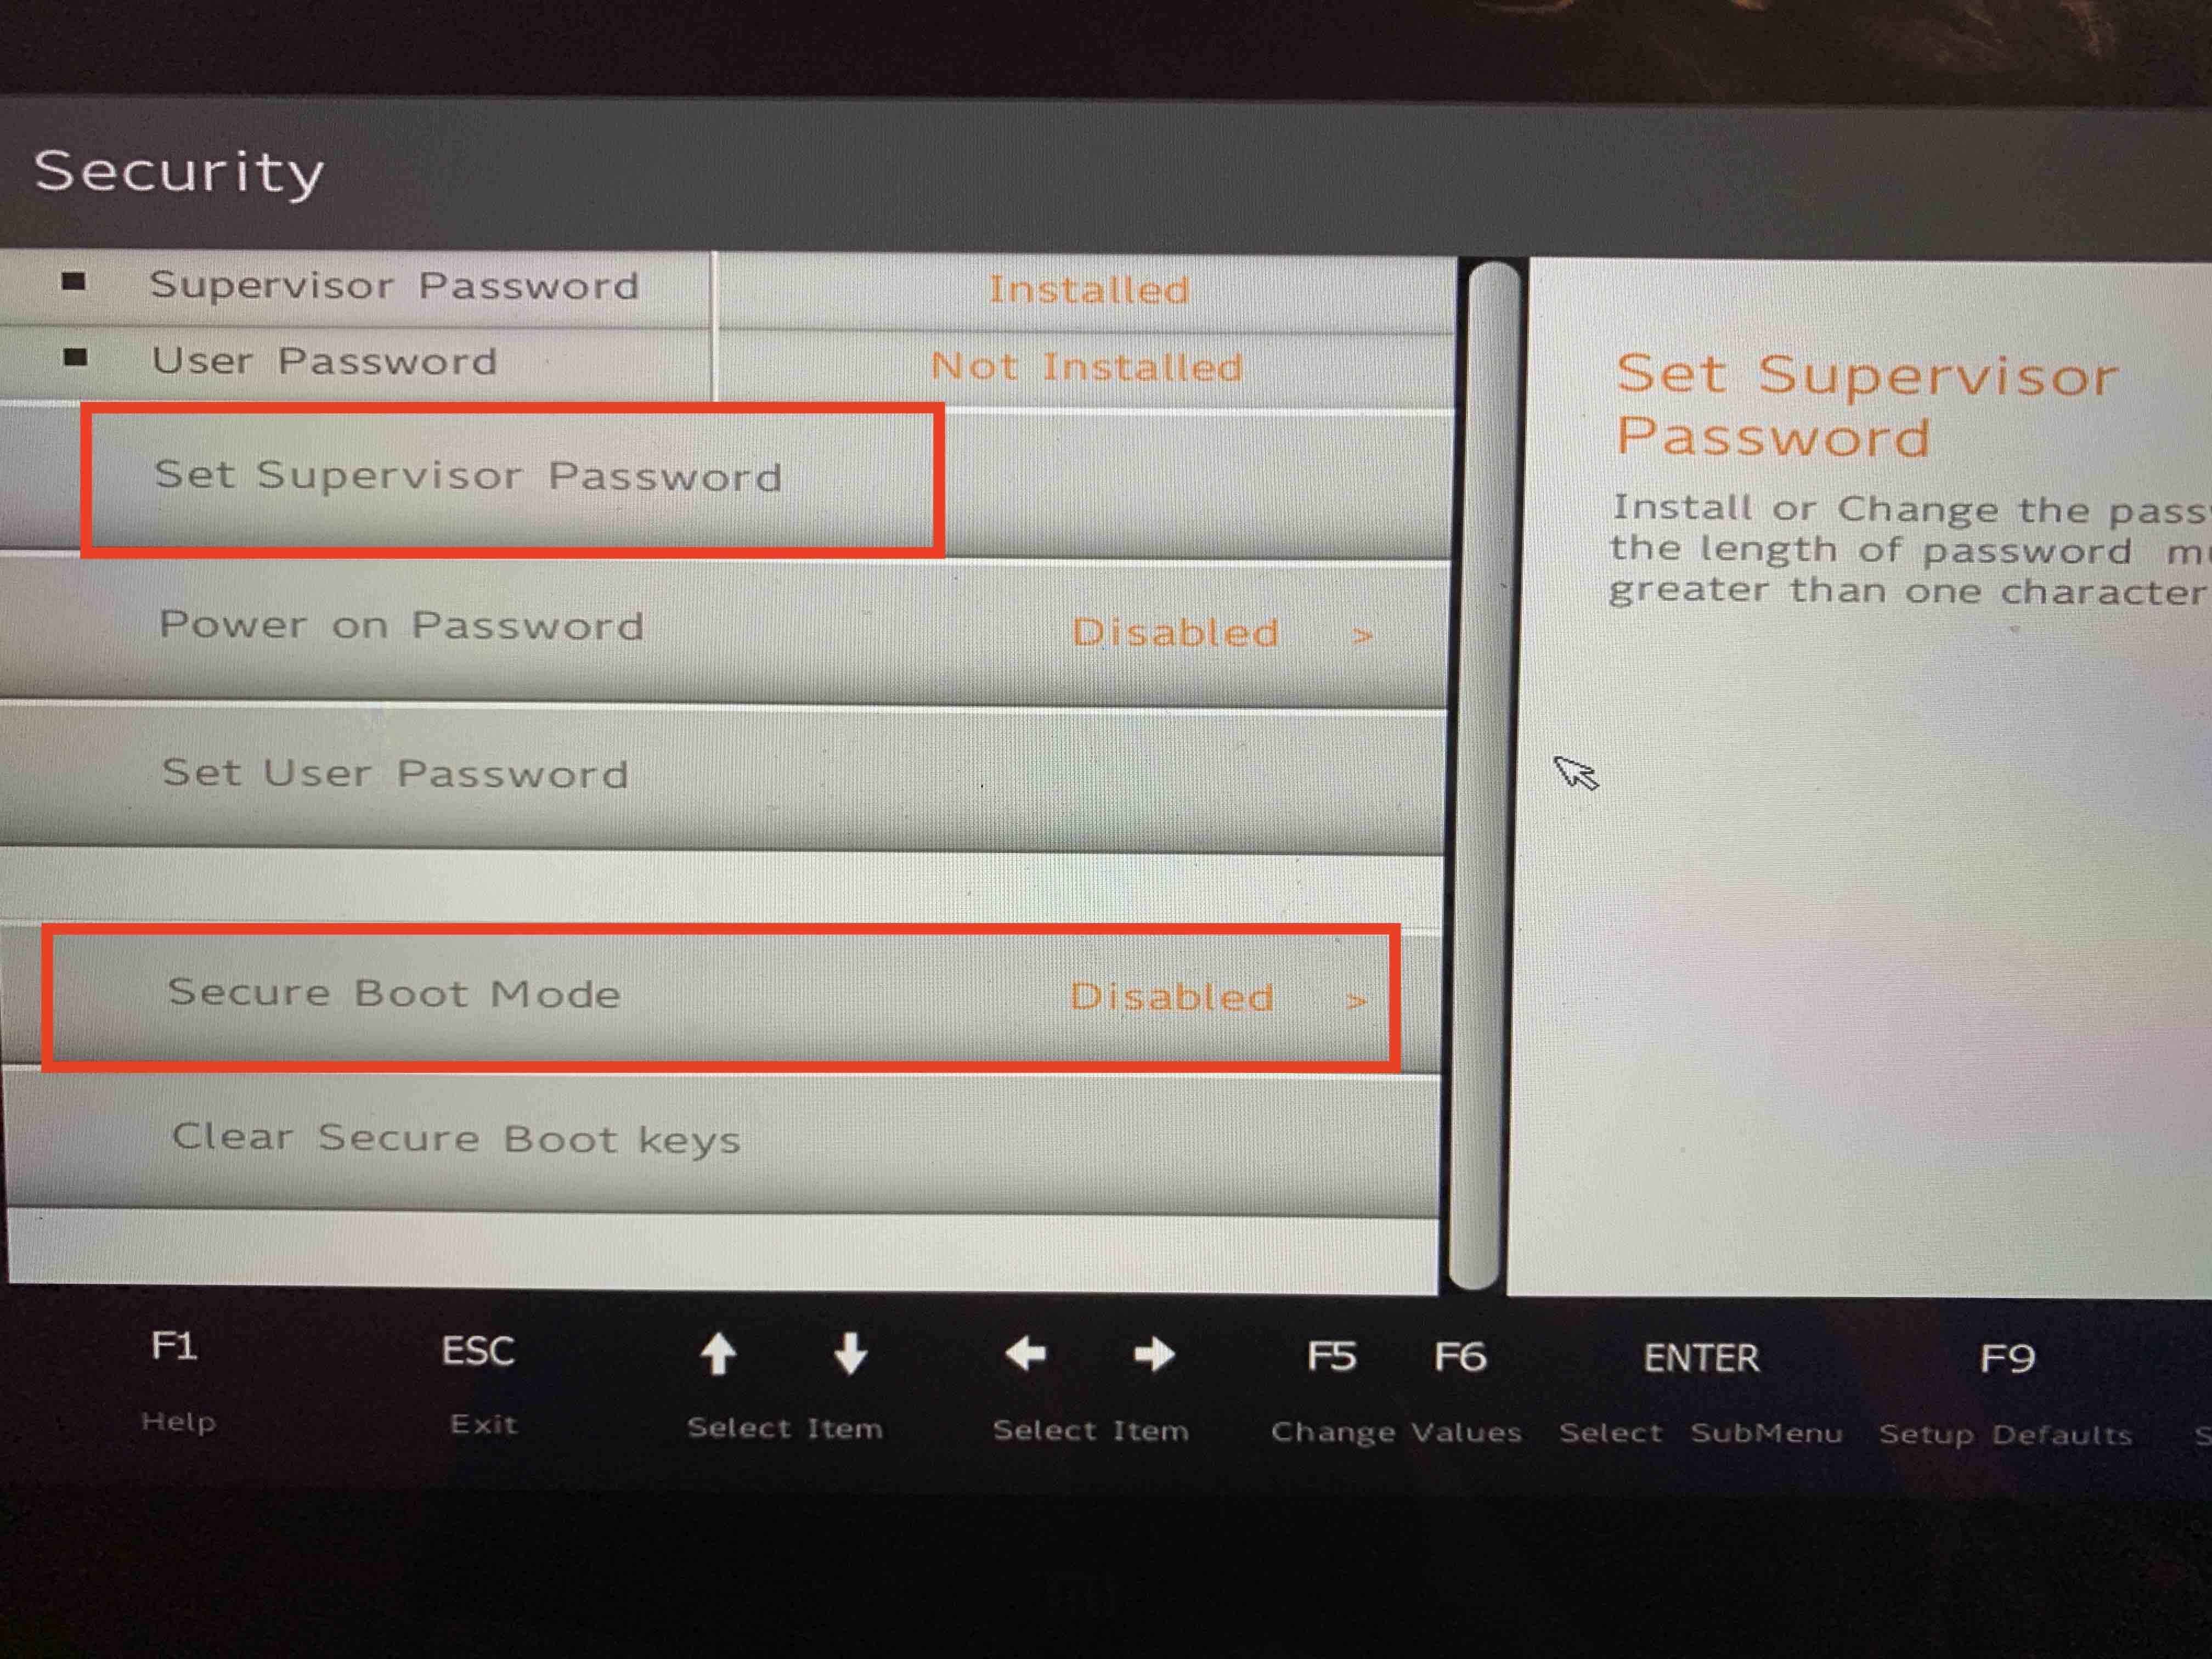 Security
Supervisor Password Installed
User Password Not Installed
Set Supervisor Password
Power on Password Disabled >
Set User Password
Secure Boot Mode Disabled >
Clear Secure Boot keys
Set Supervisor
Password
Install or Change the pass
the length of password
greater than one character
F1 ESC F5 F6 ENTER F9
Help Exit Select Item Select Item Change Values Select SubMenu Setup Defaults